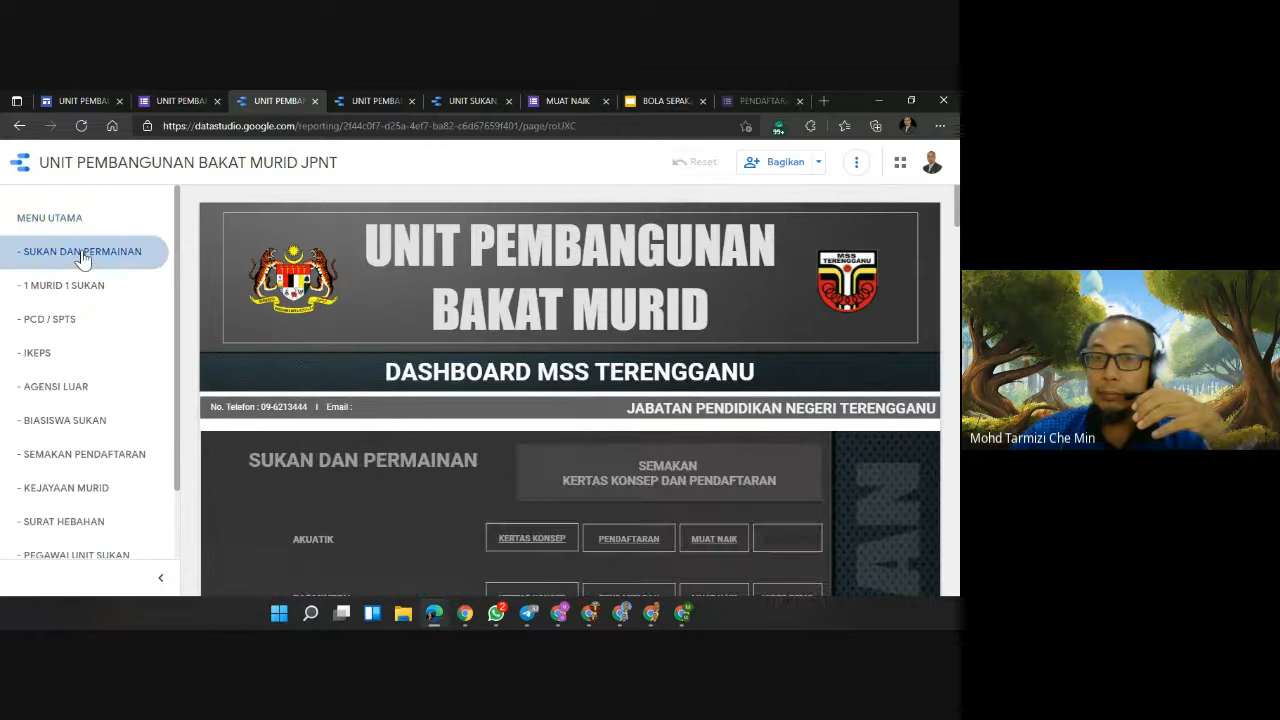 UNIT PEMBA
UNIT PEMBA
UNIT PEMBA
UNIT PEMBA
UNIT SUKAN,
MUAT NAIK
BOLA SEPAK
PENDAFTAR
https://datastudio.google.com/reporting/2f44c0f7-d25a-4ef7-ba82-c6d67659f401/page/roUXC
99+
UNIT PEMBANGUNAN BAKAT MURID JPNT
Reset
Bagikan
MENU UTAMA
- SUKAN DAN PERMAINAN
- 1 MURID 1 SUKAN
- PCD / SPTS
- IKEPS
- AGENSI LUAR
- BIASISWA SUKAN
- SEMAKAN PENDAFTARAN
- KEJAYAAN MURID
- SURAT HEBAHAN
- PEGAWAI UNIT SUKAN
UNIT PEMBANGUNAN
BAKAT MURID
MSS
TERENGGANU
DASHBOARD MSS TERENGGANU
No. Telefon : 09-6213444 I Email :
JABATAN PENDIDIKAN NEGERI TERENGGANU
SUKAN DAN PERMAINAN
SEMAKAN
KERTAS KONSEP DAN PENDAFTARAN
AKUATIK
KERTAS KONSEP
PENDAFTARAN
MUAT NAIK
AN
2
Mohd Tarmizi Che Min